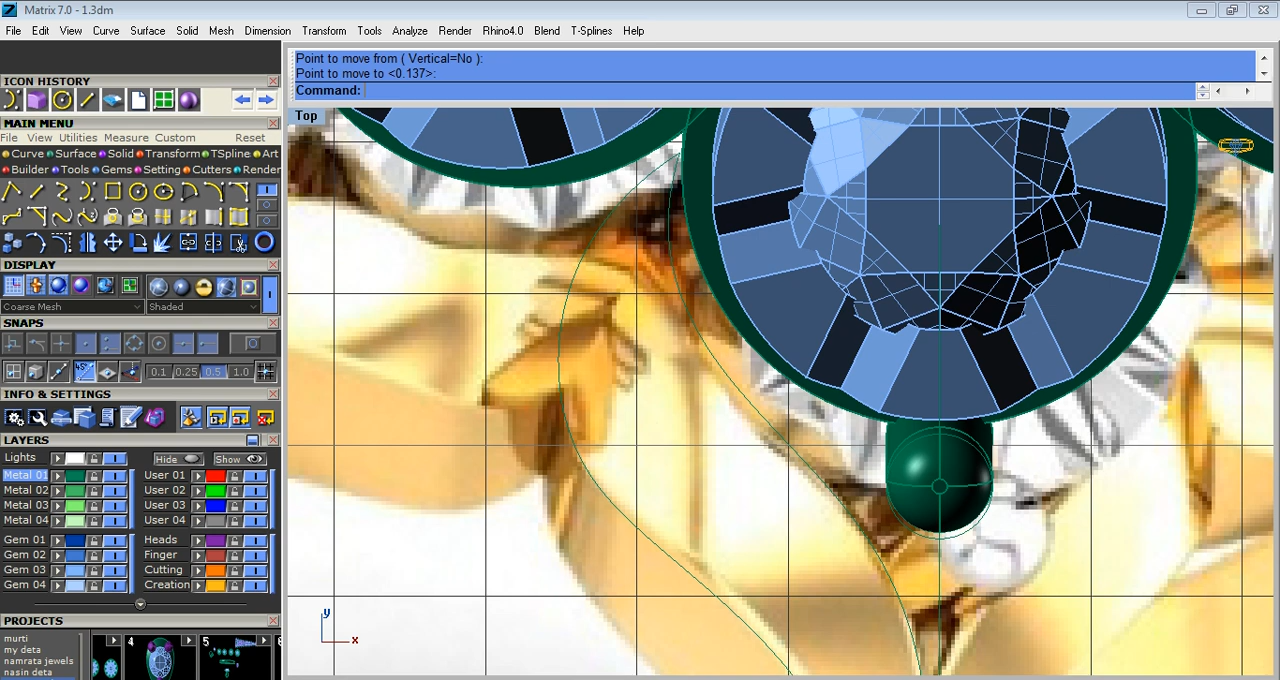 Matrix 7.0 - 1.3dm
File Edit View Curve Surface Solid Mesh Dimension Transform Tools Analyze Render Rhino4.0 Blend T-Splines Help
ICON HISTORY
Point to move from ( Vertical=No ):
Point to move to <0.137>:
Command:
Top
MAIN MENU
File View Utilities Measure Custom Reset
Curve Surface Solid Transform TSpline Art
Builder Tools Gems Setting Cutters Render
DISPLAY
Coarse Mesh Shaded
SNAPS
45°
0.1 0.25 0.5 1.0
INFO & SETTINGS
LAYERS
Lights Hide Show
Metal 01 User 01
Metal 02 User 02
Metal 03 User 03
Metal 04 User 04
Gem 01 Heads
Gem 02 Finger
Gem 03 Cutting
Gem 04 Creation
PROJECTS
murti
my deta
namrata jewels
nasin deta
4 5 6
y
x